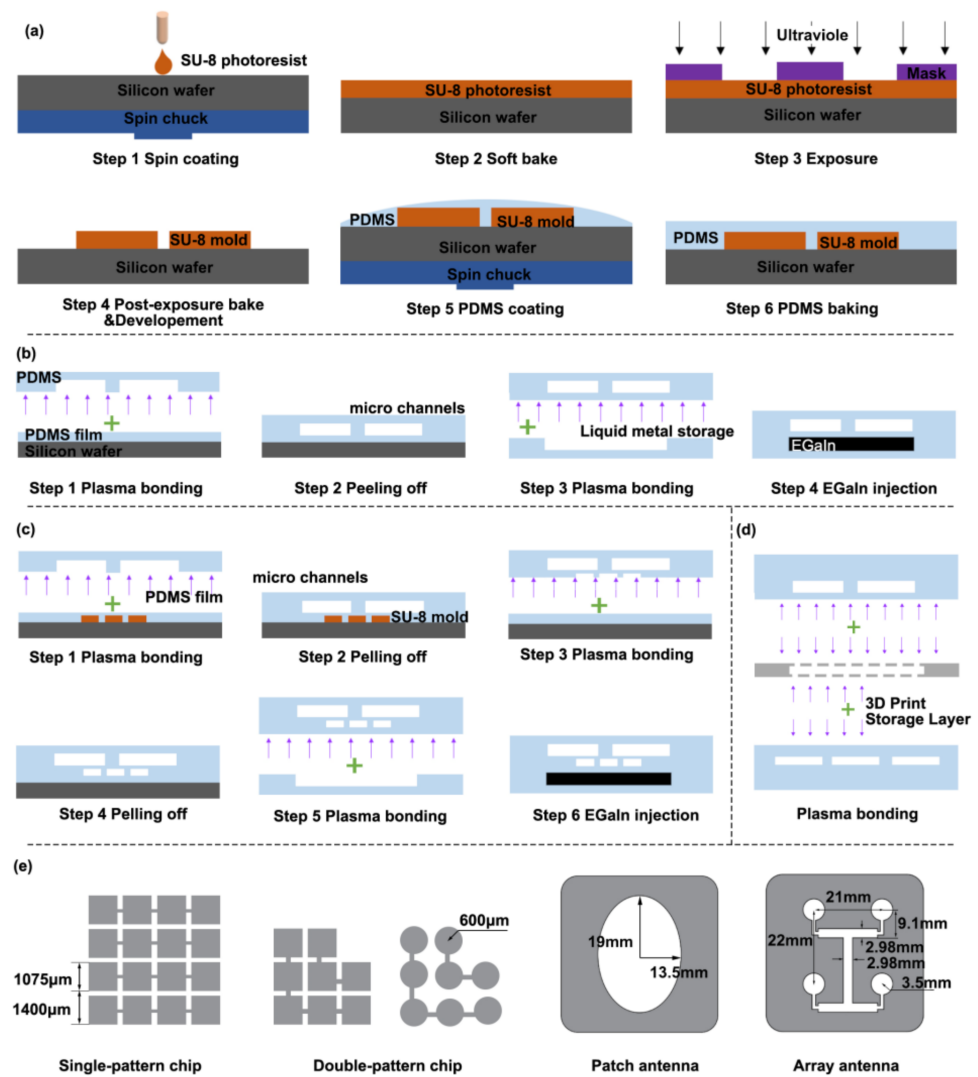 (a)
SU-8 photoresist
Silicon wafer
Spin chuck
Step 1 Spin coating
SU-8 photoresist
Silicon wafer
Step 2 Soft bake
Ultraviole
Mask
SU-8 photoresist
Silicon wafer
Step 3 Exposure
SU-8 mold
Silicon wafer
Step 4 Post-exposure bake
&Developement
PDMS
SU-8 mold
Silicon wafer
Spin chuck
Step 5 PDMS coating
PDMS
SU-8 mold
Silicon wafer
Step 6 PDMS baking
(b)
PDMS
PDMS film
Silicon wafer
Step 1 Plasma bonding
micro channels
Step 2 Peeling off
Liquid metal storage
Step 3 Plasma bonding
EGaln
Step 4 EGaln injection
(c)
PDMS film
Step 1 Plasma bonding
micro channels
SU-8 mold
Step 2 Pelling off
Step 3 Plasma bonding
Step 4 Pelling off
Step 5 Plasma bonding
Step 6 EGaln injection
(d)
3D Print
Storage Layer
Plasma bonding
(e)
1075μm
1400μm
Single-pattern chip
600μm
Double-pattern chip
19mm
13.5mm
Patch antenna
21mm
9.1mm
22mm
2.98mm
2.98mm
3.5mm
Array antenna